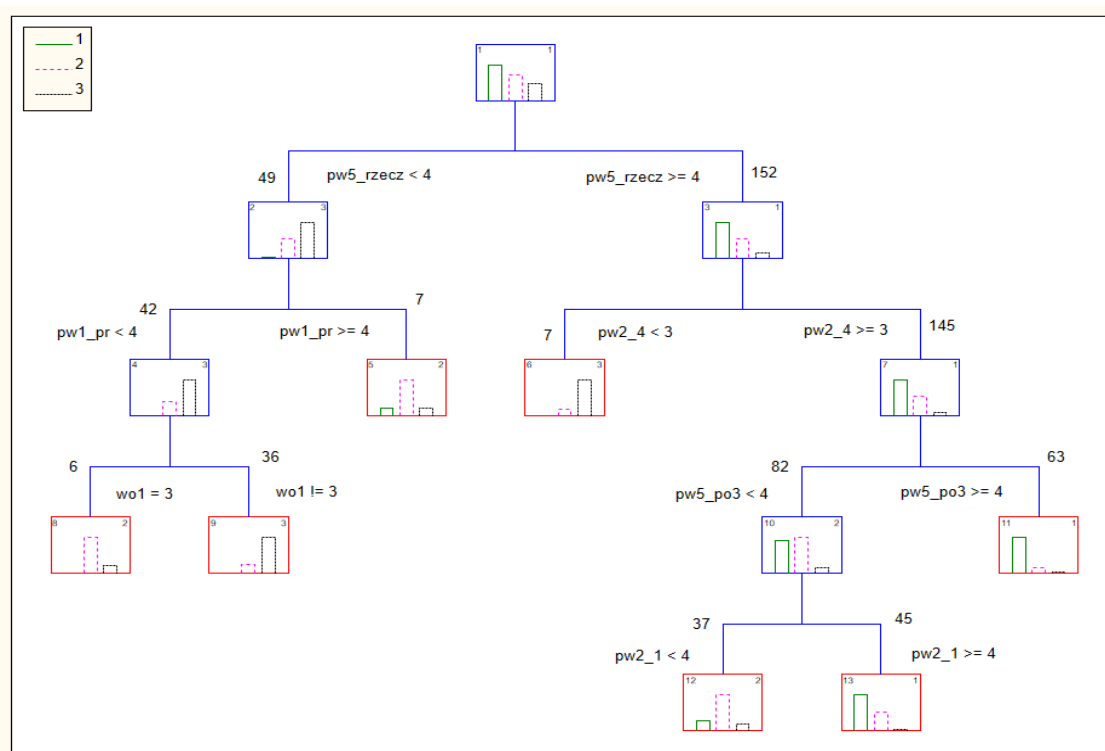 1
2
3
1 1
49 pw5_rzecz < 4 pw5_rzecz >= 4 152
2 3 3 1
42 7 7 145
pw1_pr < 4 pw1_pr >= 4 pw2_4 < 3 pw2_4 >= 3
4 3 5 2 6 3 7 1
6 36 82 63
wo1 = 3 wo1 != 3 pw5_po3 < 4 pw5_po3 >= 4
8 2 9 3 10 2 11 1
37 45
pw2_1 < 4 pw2_1 >= 4
12 2 13 1